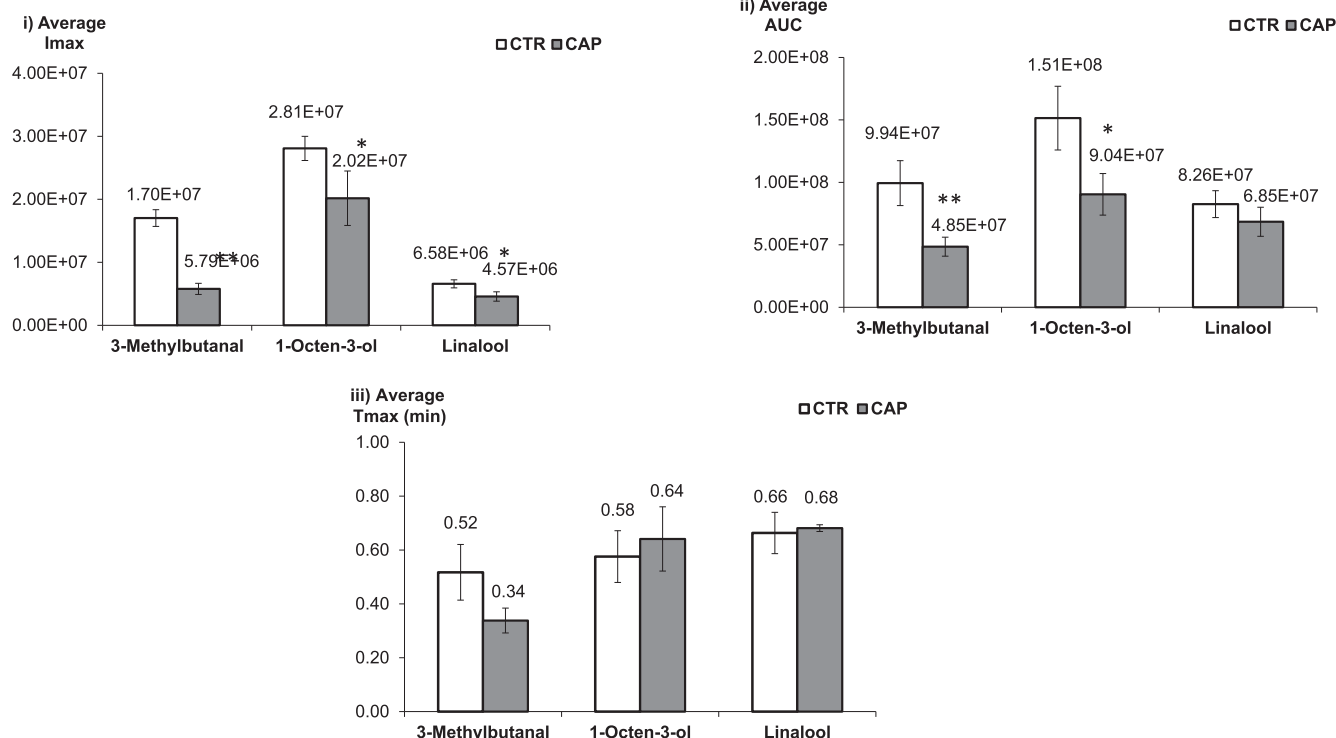 i) Average
Imax
CTR CAP
4.00E+07
3.00E+07
2.00E+07
1.00E+07
0.00E+00
1.70E+07
5.79E+06
**
2.81E+07
*
2.02E+07
6.58E+06
*
4.57E+06
3-Methylbutanal 1-Octen-3-ol Linalool
ii) Average
AUC
CTR CAP
2.00E+08
1.50E+08
1.00E+08
5.00E+07
0.00E+00
9.94E+07
**
4.85E+07
1.51E+08
*
9.04E+07
8.26E+07
6.85E+07
3-Methylbutanal 1-Octen-3-ol Linalool
iii) Average
Tmax (min)
CTR CAP
1.00
0.80
0.60
0.40
0.20
0.00
0.52
0.34
0.58
0.64
0.66
0.68
3-Methylbutanal 1-Octen-3-ol Linalool